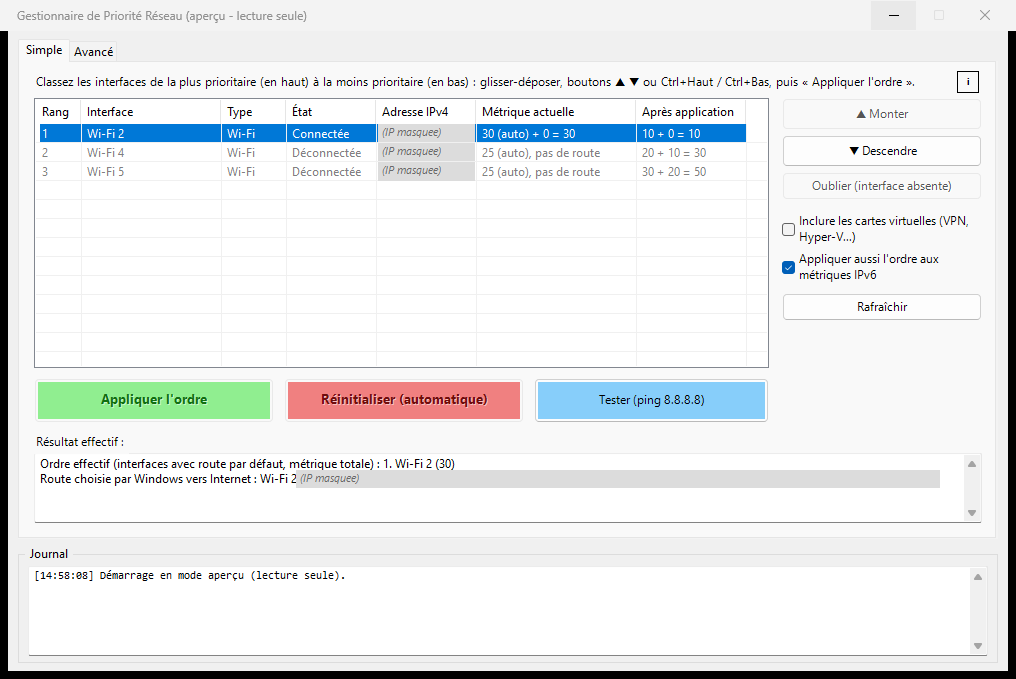 Gestionnaire de Priorité Réseau (aperçu - lecture seule)
Simple
Avancé
Classez les interfaces de la plus prioritaire (en haut) à la moins prioritaire (en bas) : glisser-déposer, boutons ▲ ▼ ou Ctrl+Haut / Ctrl+Bas, puis « Appliquer l'ordre ».
i
Rang Interface Type État Adresse IPv4 Métrique actuelle Après application
1 Wi-Fi 2 Wi-Fi Connectée (IP masquee) 30 (auto) + 0 = 30 10 + 0 = 10
2 Wi-Fi 4 Wi-Fi Déconnectée (IP masquee) 25 (auto), pas de route 20 + 10 = 30
3 Wi-Fi 5 Wi-Fi Déconnectée (IP masquee) 25 (auto), pas de route 30 + 20 = 50
▲ Monter
▼ Descendre
Oublier (interface absente)
Inclure les cartes virtuelles (VPN,
Hyper-V...)
Appliquer aussi l'ordre aux
métriques IPv6
Rafraîchir
Appliquer l'ordre
Réinitialiser (automatique)
Tester (ping 8.8.8.8)
Résultat effectif :
Ordre effectif (interfaces avec route par défaut, métrique totale) : 1. Wi-Fi 2 (30)
Route choisie par Windows vers Internet : Wi-Fi 2 (IP masquee)
Journal
[14:58:08] Démarrage en mode aperçu (lecture seule).